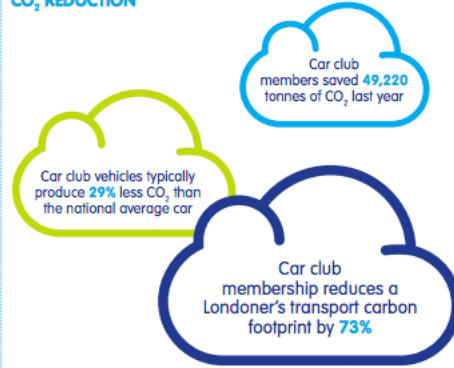 CO₂ REDUCTION
Car club
members saved 49,220
tonnes of CO₂ last year
Car club vehicles typically
produce 29% less CO₂ than
the national average car
Car club
membership reduces a
Londoner's transport carbon
footprint by 73%